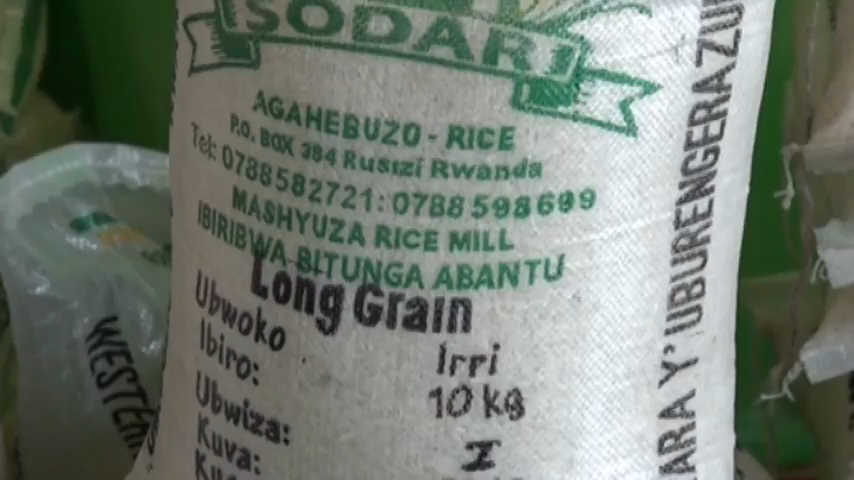 SODARI
AGAHEBUZO - RICE
P.O. BOX 384 Rusizi Rwanda
Tel: 0788582721: 0788598699
MASHYUZA RICE MILL
IBIRIBWA BITUNGA ABANTU
Long Grain
Ubwoko Irri
Ibiro: 10 kg
Ubwiza: I
Kuva:
ARA Y'UBURENGERAZU
WESTER